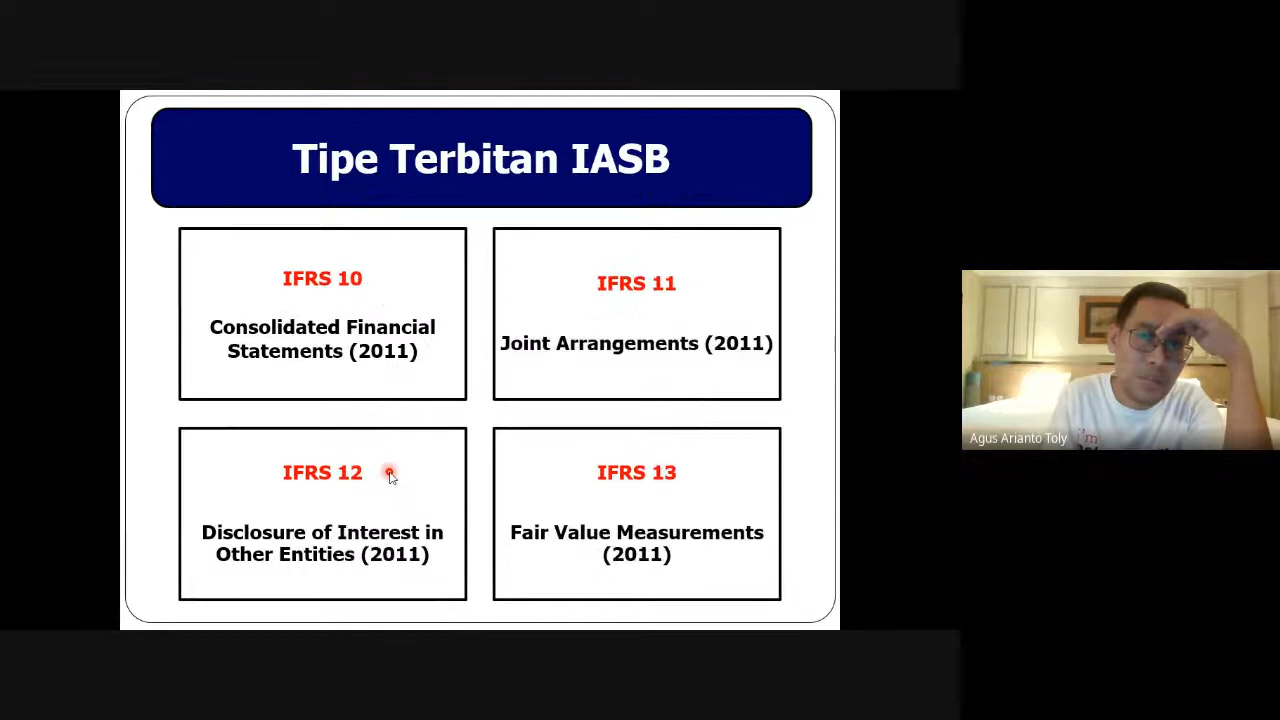 Tipe Terbitan IASB
IFRS 10
Consolidated Financial
Statements (2011)
IFRS 11
Joint Arrangements (2011)
IFRS 12
Disclosure of Interest in
Other Entities (2011)
IFRS 13
Fair Value Measurements
(2011)
i'm
Agus Arianto Toly